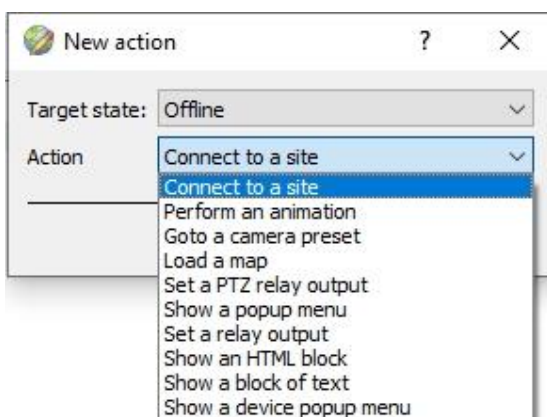 New action
Target state: Offline
Action Connect to a site
Connect to a site
Perform an animation
Goto a camera preset
Load a map
Set a PTZ relay output
Show a popup menu
Set a relay output
Show an HTML block
Show a block of text
Show a device popup menu